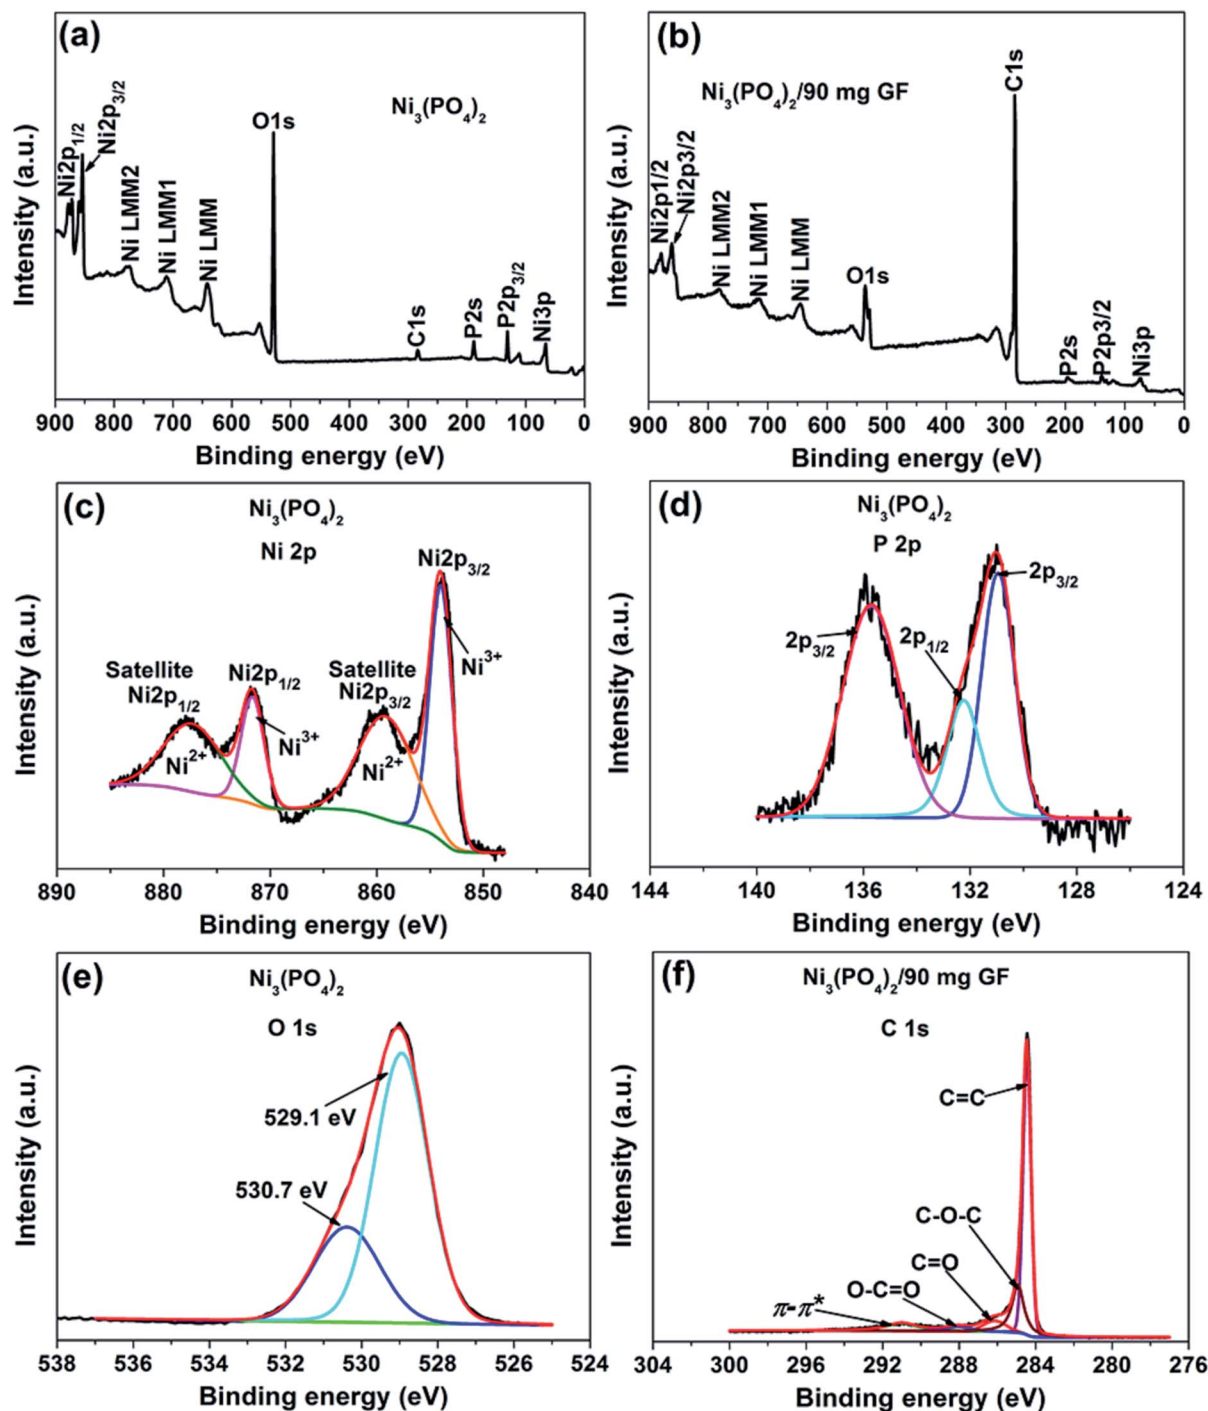 (a)
Ni₃(PO₄)₂
Ni2p₁/₂
Ni2p₃/₂
Ni LMM2
Ni LMM1
Ni LMM
O1s
C1s
P2s
P2p₃/₂
Ni3p
Intensity (a.u.)
900 800 700 600 500 400 300 200 100 0
Binding energy (eV)
(b)
Ni₃(PO₄)₂/90 mg GF
Ni2p1/2
Ni2p3/2
Ni LMM2
Ni LMM1
Ni LMM
O1s
C1s
P2s
P2p3/2
Ni3p
Intensity (a.u.)
900 800 700 600 500 400 300 200 100 0
Binding energy (eV)
(c)
Ni₃(PO₄)₂
Ni 2p
Ni2p₃/₂
Ni³⁺
Satellite
Ni2p₁/₂
Ni²⁺
Ni2p₁/₂
Ni³⁺
Satellite
Ni2p₃/₂
Ni²⁺
Intensity (a.u.)
890 880 870 860 850 840
Binding energy (eV)
(d)
Ni₃(PO₄)₂
P 2p
2p₃/₂
2p₁/₂
2p₃/₂
Intensity (a.u.)
144 140 136 132 128 124
Binding energy (eV)
(e)
Ni₃(PO₄)₂
O 1s
529.1 eV
530.7 eV
Intensity (a.u.)
538 536 534 532 530 528 526 524
Binding energy (eV)
(f)
Ni₃(PO₄)₂/90 mg GF
C 1s
C=C
C-O-C
C=O
O-C=O
π-π*
Intensity (a.u.)
304 300 296 292 288 284 280 276
Binding energy (eV)